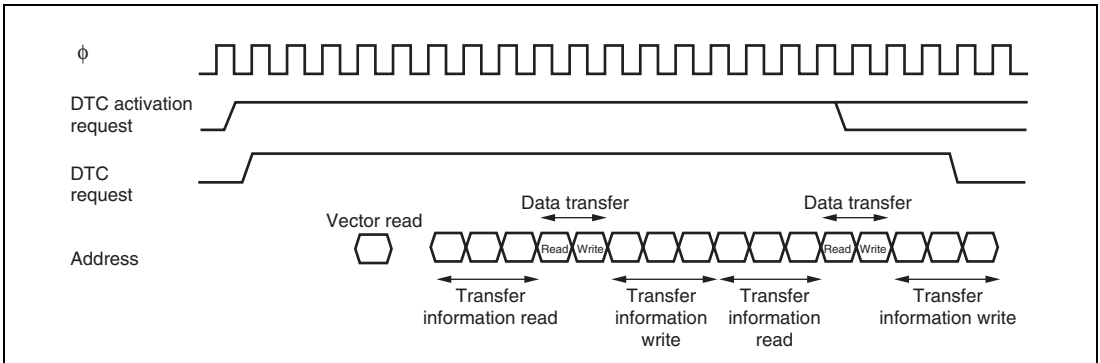 ϕ
DTC activation
request
DTC
request
Data transfer
Data transfer
Vector read
Address
Read
Write
Read
Write
Transfer
information read
Transfer
information
write
Transfer
information
read
Transfer
information write